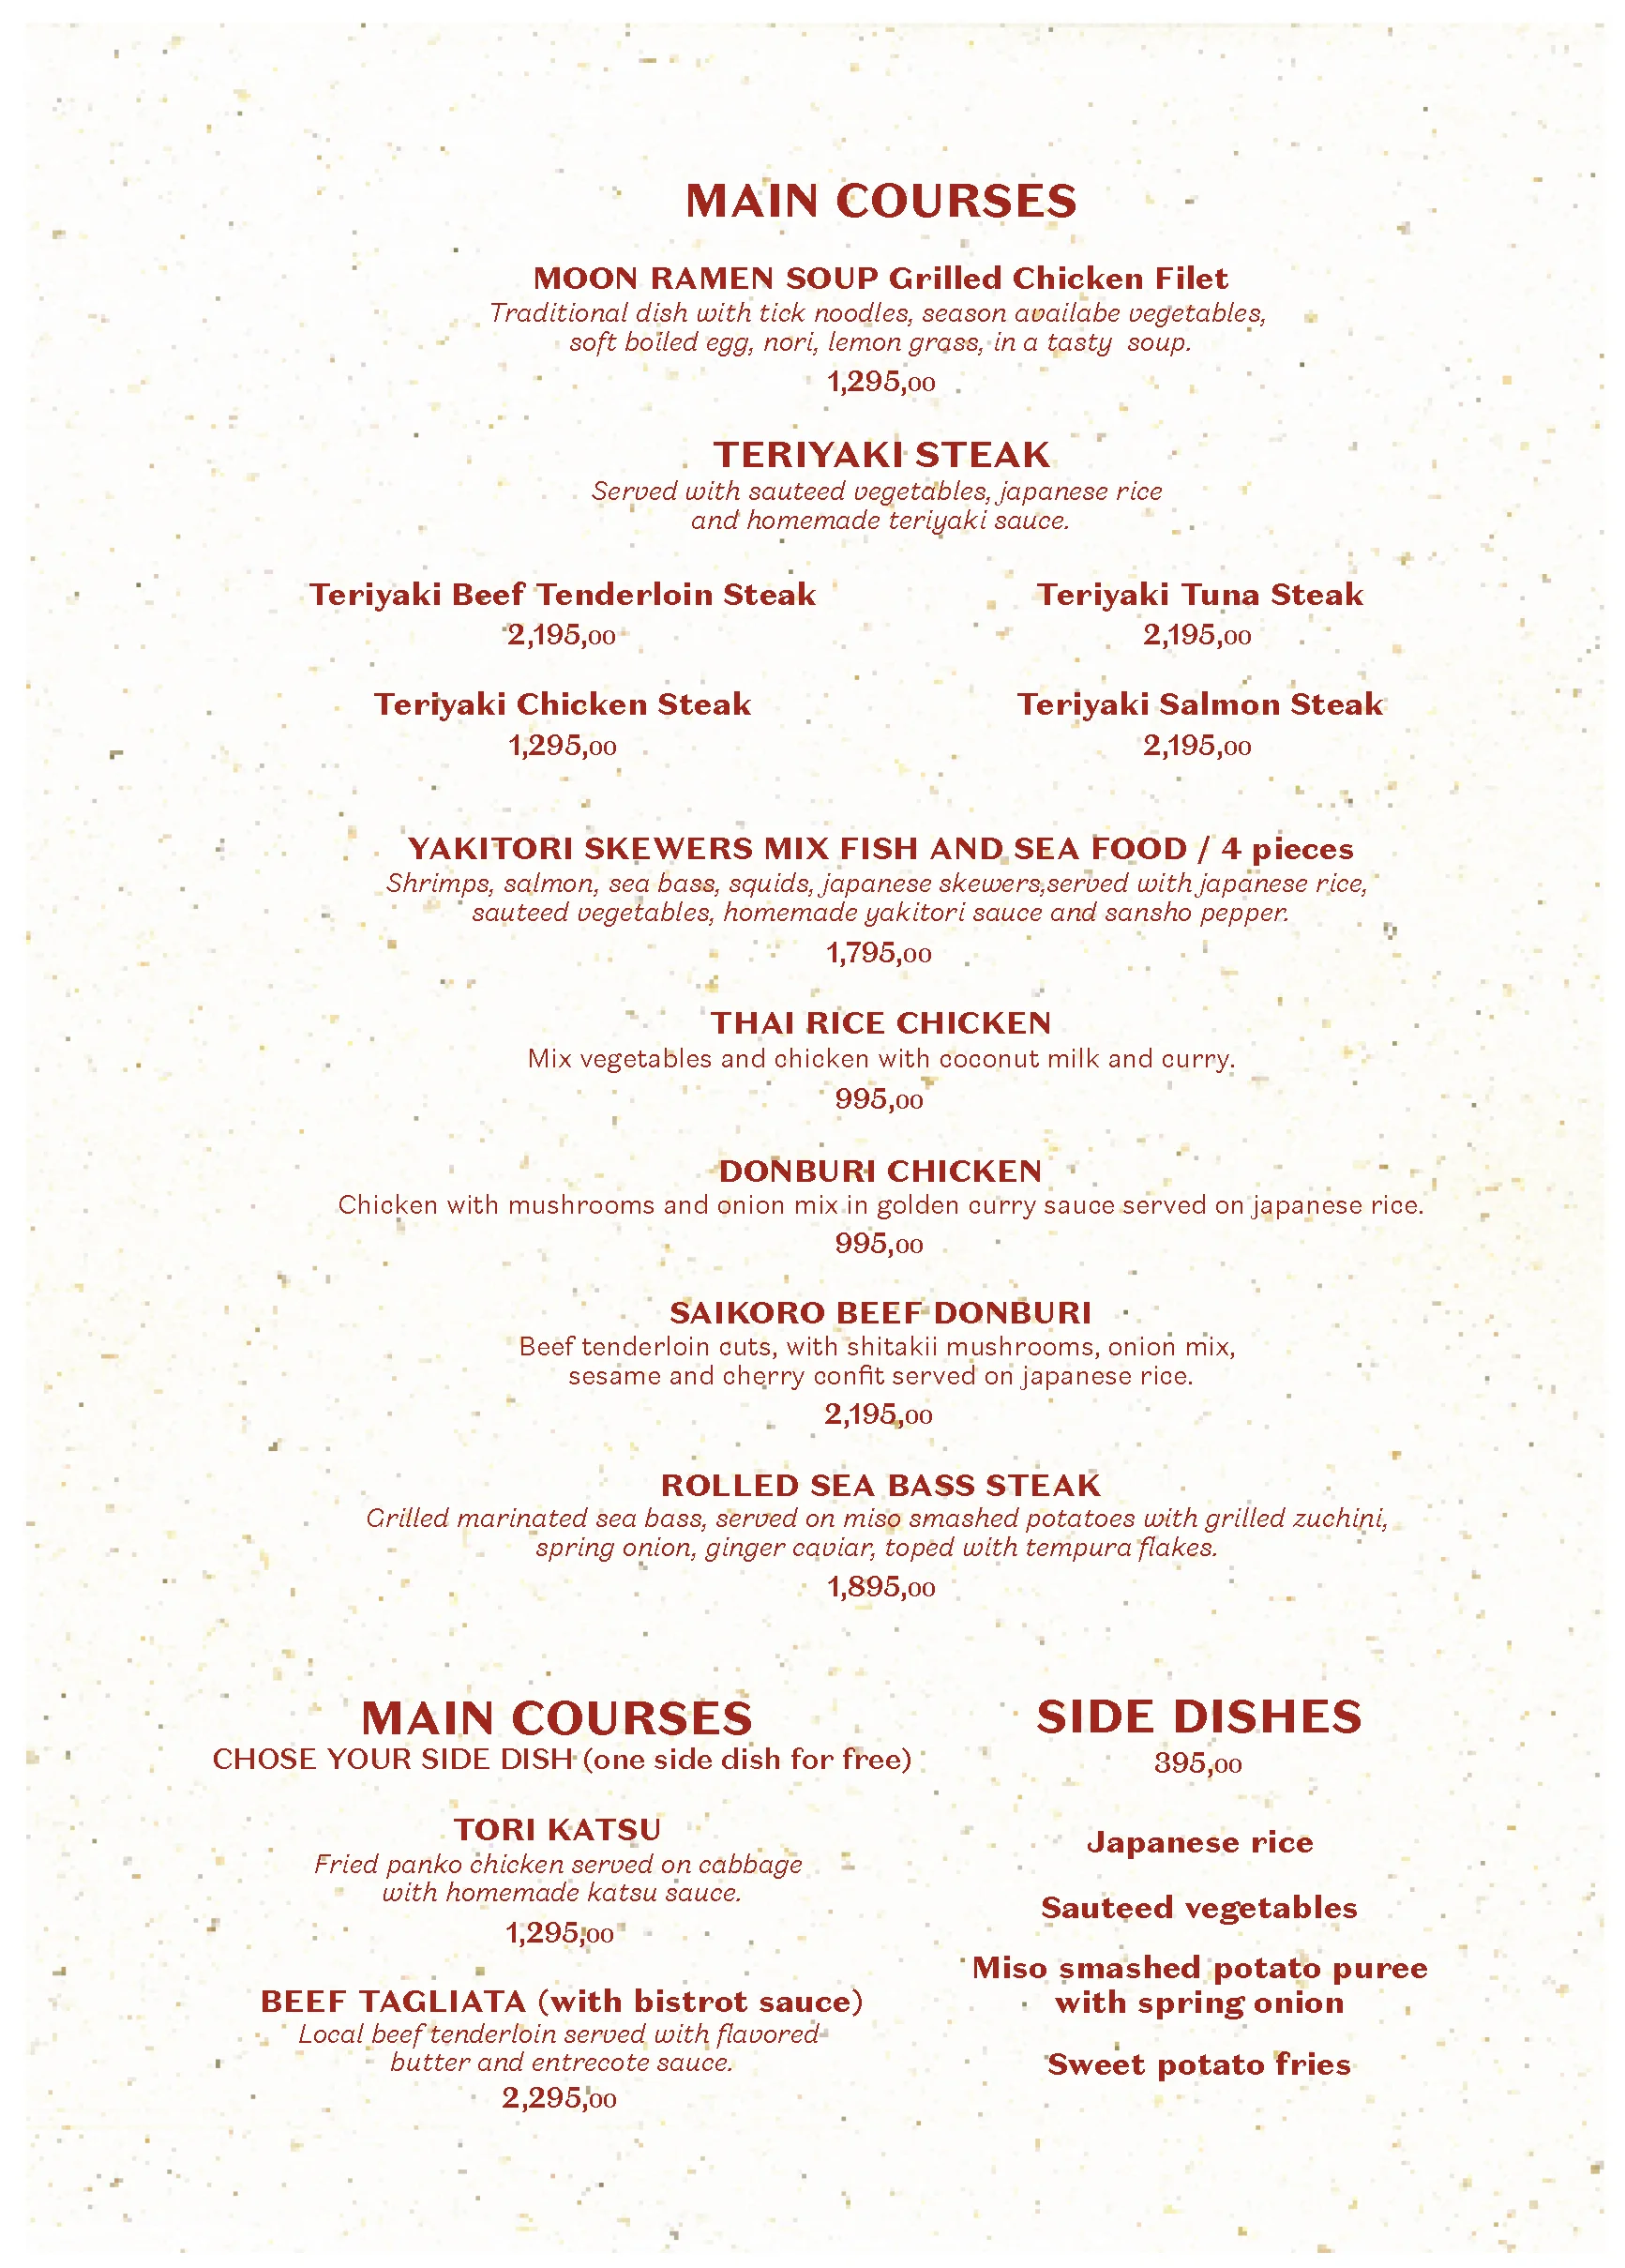 MAIN COURSES
MOON RAMEN SOUP Grilled Chicken Filet
Traditional dish with tick noodles, season availabe vegetables,
soft boiled egg, nori, lemon grass, in a tasty soup.
1,295,00
TERIYAKI STEAK
Served with sauteed vegetables, japanese rice
and homemade teriyaki sauce.
Teriyaki Beef Tenderloin Steak
2,195,00
Teriyaki Tuna Steak
2,195,00
Teriyaki Chicken Steak
1,295,00
Teriyaki Salmon Steak
2,195,00
YAKITORI SKEWERS MIX FISH AND SEA FOOD / 4 pieces
Shrimps, salmon, sea bass, squids, japanese skewers,served with japanese rice,
sauteed vegetables, homemade yakitori sauce and sansho pepper.
1,795,00
THAI RICE CHICKEN
Mix vegetables and chicken with coconut milk and curry.
995,00
DONBURI CHICKEN
Chicken with mushrooms and onion mix in golden curry sauce served on japanese rice.
995,00
SAIKORO BEEF DONBURI
Beef tenderloin cuts, with shitakii mushrooms, onion mix,
sesame and cherry confit served on japanese rice.
2,195,00
ROLLED SEA BASS STEAK
Grilled marinated sea bass, served on miso smashed potatoes with grilled zuchini,
spring onion, ginger caviar, toped with tempura flakes.
1,895,00
MAIN COURSES
CHOSE YOUR SIDE DISH (one side dish for free)
TORI KATSU
Fried panko chicken served on cabbage
with homemade katsu sauce.
1,295,00
BEEF TAGLIATA (with bistrot sauce)
Local beef tenderloin served with flavored
butter and entrecote sauce.
2,295,00
SIDE DISHES
395,00
Japanese rice
Sauteed vegetables
Miso smashed potato puree
with spring onion
Sweet potato fries